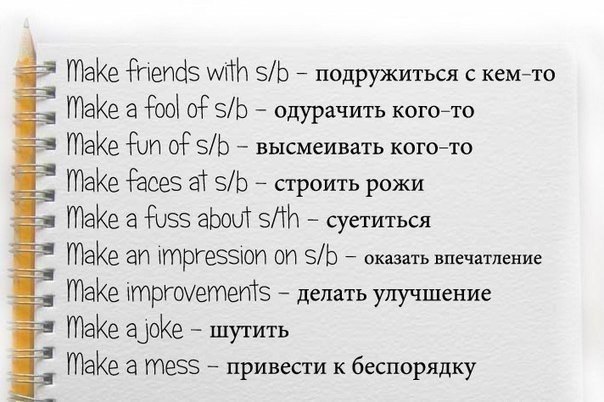 Make friends with s/b – подружиться с кем-то
Make a fool of s/b – одурачить кого-то
Make fun of s/b – высмеивать кого-то
Make faces at s/b – строить рожи
Make a fuss about s/th – суетиться
Make an impression on s/b – оказать впечатление
Make improvements – делать улучшение
Make a joke – шутить
Make a mess – привести к беспорядку